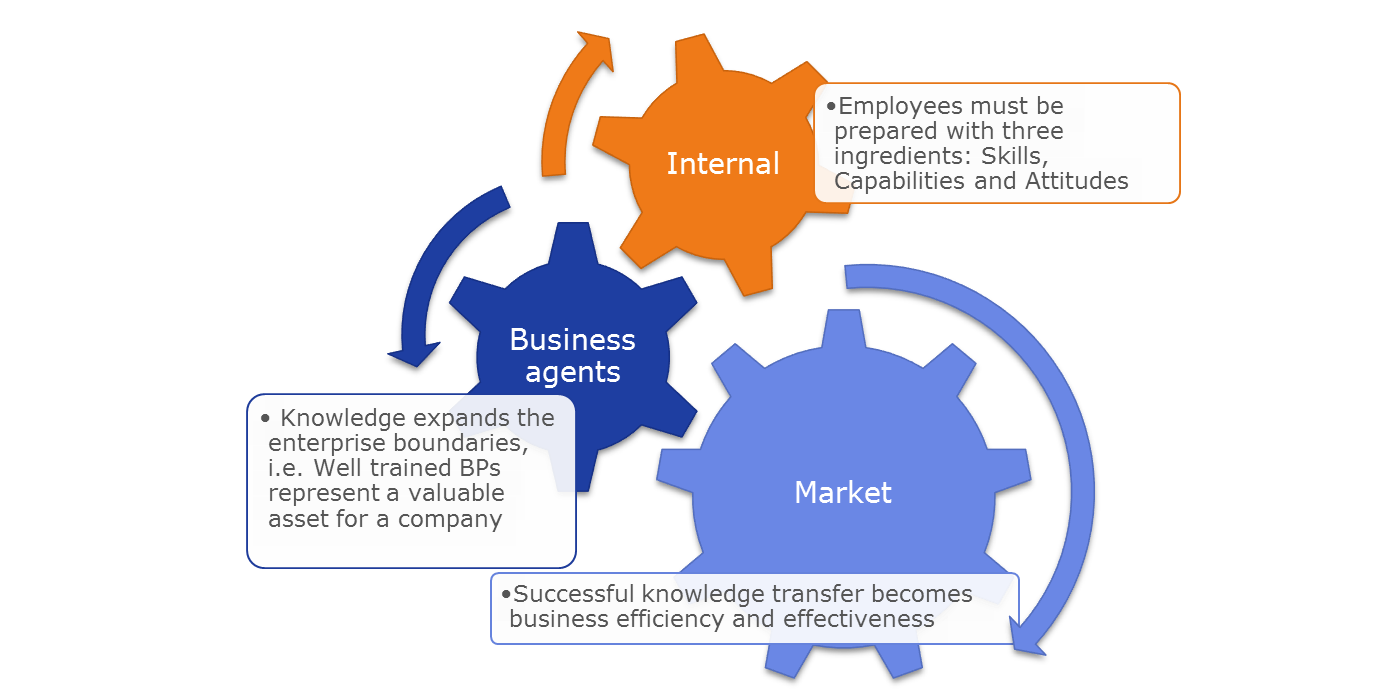 Internal
•Employees must be
prepared with three
ingredients: Skills,
Capabilities and Attitudes
Business
agents
• Knowledge expands the
enterprise boundaries,
i.e. Well trained BPs
represent a valuable
asset for a company
Market
•Successful knowledge transfer becomes
business efficiency and effectiveness